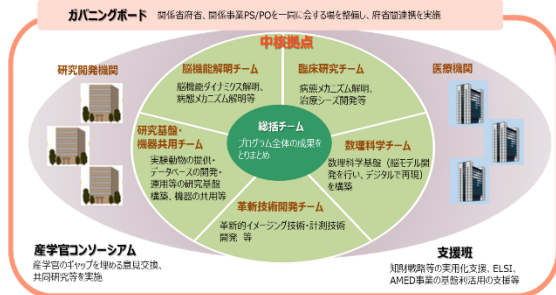 ガバニングボード 関係省府省、関係事業PS/POを一同に会する場を整備し、府省間連携を実施
中核拠点
研究開発機関
医療機関
脳機能解明チーム
脳機能ダイナミクス解明、
病態メカニズム解明等
臨床研究チーム
病態メカニズム解明、
治療シーズ開発等
総括チーム
プログラム全体の成果を
とりまとめ
研究基盤・
機器共用チーム
実験動物の提供・
データベースの開発・
運用等の研究基盤
構築、機器の共用等
数理科学チーム
数理科学基盤（脳モデル開
発を行い、デジタルで再現）
を構築
革新技術開発チーム
革新的イメージング技術・計測技術
開発 等
産学官コンソーシアム
産学官のギャップを埋める意見交換、
共同研究等を実施
支援班
知財戦略等の実用化支援、ELSI、
AMED事業の基盤利活用の支援等